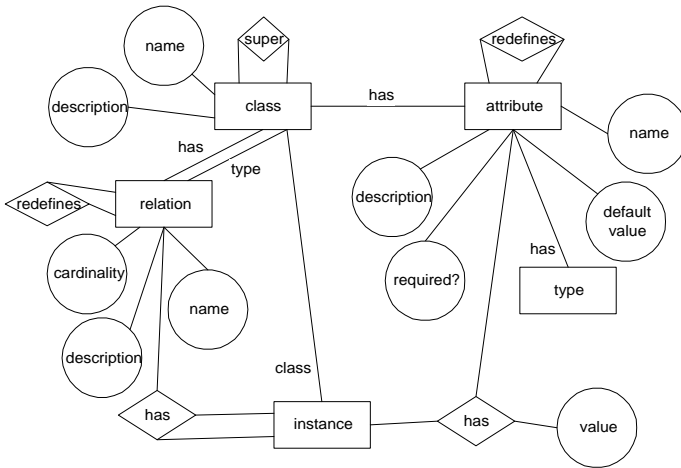 name
super
redefines
description
class
has
attribute
name
has
type
description
redefines
relation
default
value
cardinality
required?
has
type
name
description
class
has
instance
has
value